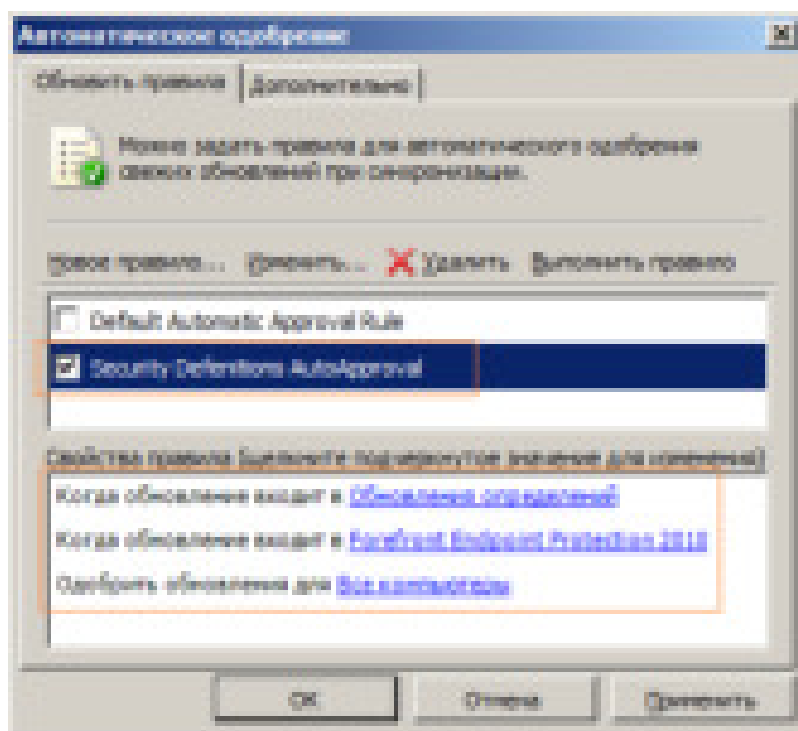 Автоматическое одобрение
Обновить правила Дополнительно
Можно задать правила для автоматического одобрения
свежих обновлений при синхронизации.
Новое правило... Изменить... Удалить Выполнить правило
Default Automatic Approval Rule
Security Definitions AutoApproval
Свойства правила (щелкните подчеркнутое значение для изменения)
Когда обновление входит в Обновления определений
Когда обновление входит в Forefront Endpoint Protection 2010
Одобрить обновления для Все компьютеры
ОК Отмена Применить